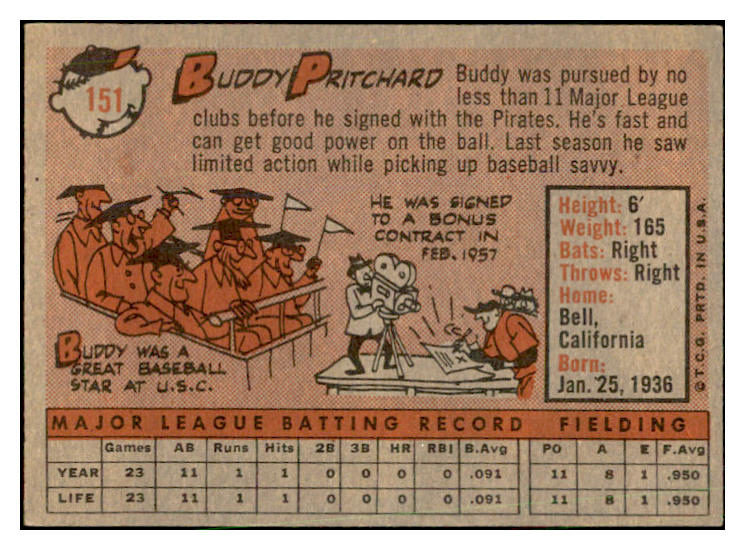 151
BUDDY PRITCHARD
Buddy was pursued by no
less than 11 Major League
clubs before he signed with the Pirates. He's fast and
can get good power on the ball. Last season he saw
limited action while picking up baseball savvy.
HE WAS SIGNED
TO A BONUS
CONTRACT IN
FEB. 1957
BUDDY WAS A
GREAT BASEBALL
STAR AT U.S.C.
Height: 6'
Weight: 165
Bats: Right
Throws: Right
Home:
Bell,
California
Born:
Jan. 25, 1936
©T.C.G. PRTD. IN U.S.A.
MAJOR LEAGUE BATTING RECORD FIELDING
Games AB Runs Hits 2B 3B HR RBI B.Avg PO A E F.Avg
YEAR 23 11 1 1 0 0 0 0 .091 11 8 1 .950
LIFE 23 11 1 1 0 0 0 0 .091 11 8 1 .950